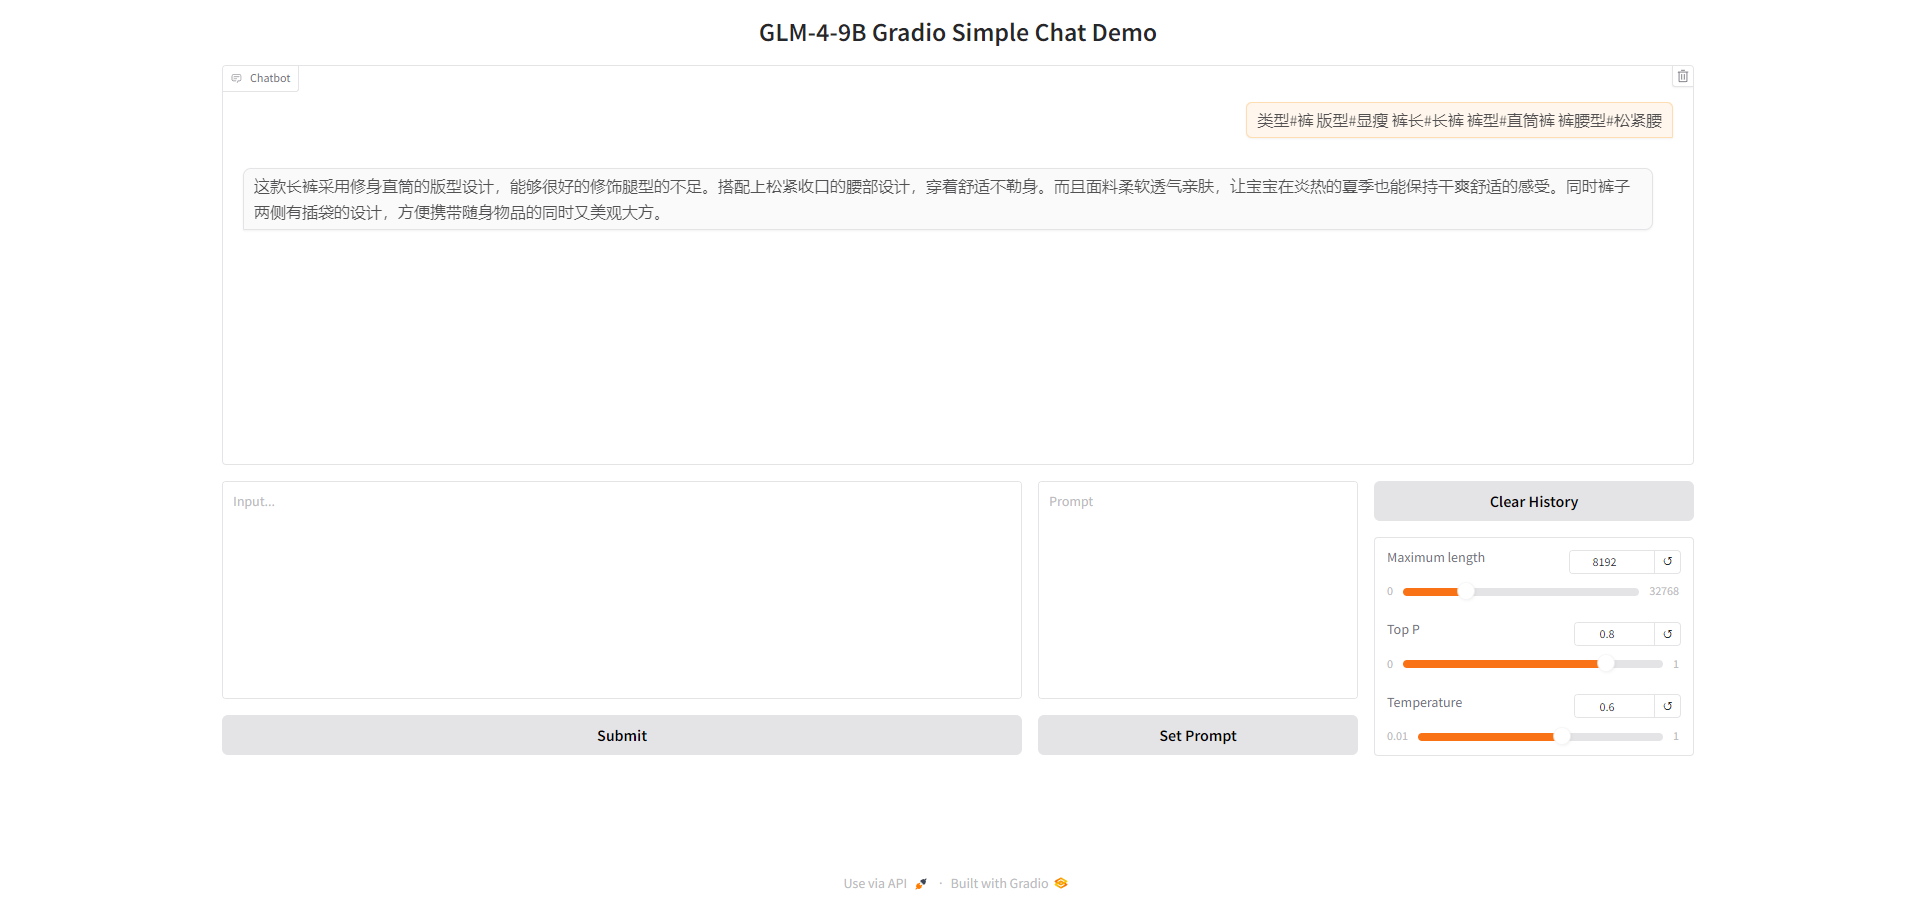 GLM-4-9B Gradio Simple Chat Demo
Chatbot
类型#裤 版型#显瘦 裤长#长裤 裤型#直筒裤 裤腰型#松紧腰
这款长裤采用修身直筒的版型设计，能够很好的修饰腿型的不足。搭配上松紧收口的腰部设计，穿着舒适不勒身。而且面料柔软透气亲肤，让宝宝在炎热的夏季也能保持干爽舒适的感受。同时裤子
两侧有插袋的设计，方便携带随身物品的同时又美观大方。
Input...
Prompt
Clear History
Maximum length
8192
↺
0
32768
Top P
0.8
↺
0
1
Temperature
0.6
↺
0.01
1
Submit
Set Prompt
Use via API · Built with Gradio